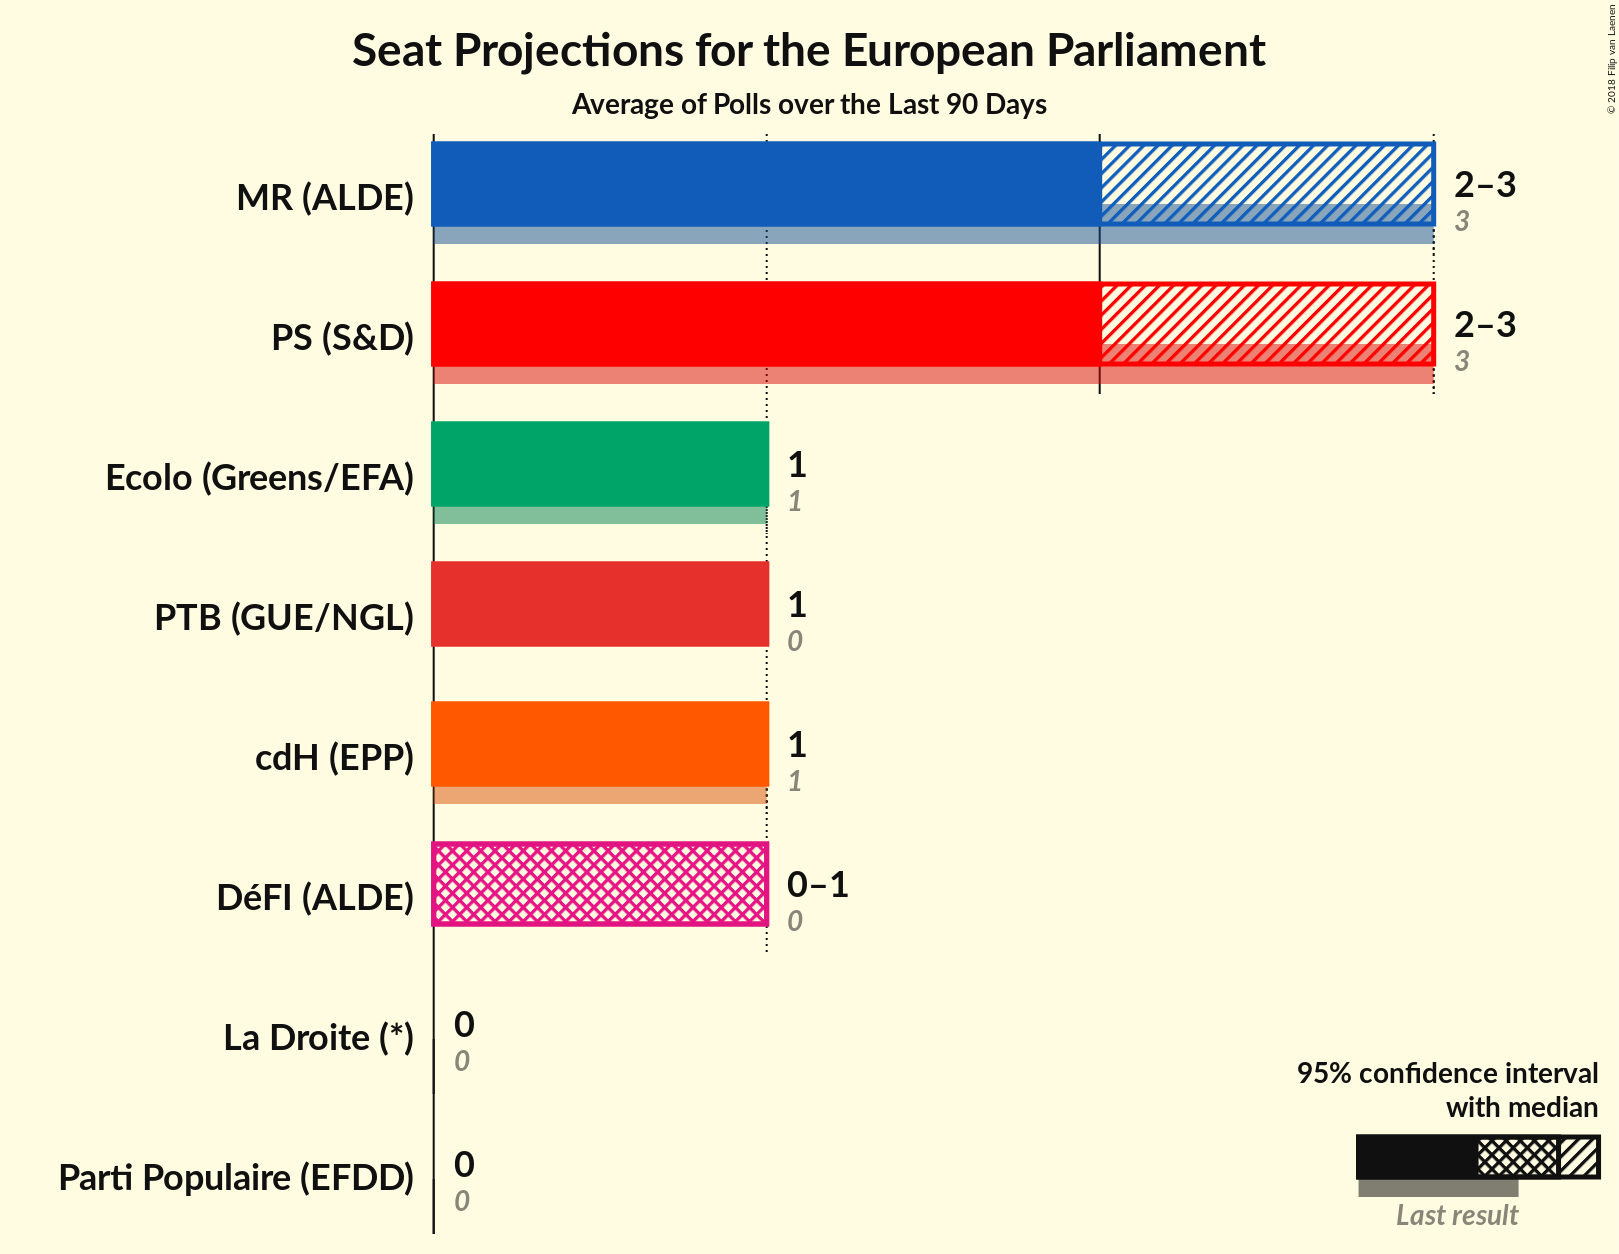 Seat Projections for the European Parliament
Average of Polls over the Last 90 Days
© 2018 Filip van Laenen
MR (ALDE)
2–3
3
PS (S&D)
2–3
3
Ecolo (Greens/EFA)
1
1
PTB (GUE/NGL)
1
0
cdH (EPP)
1
1
DéFI (ALDE)
0–1
0
La Droite (*)
0
0
Parti Populaire (EFDD)
0
0
95% confidence interval
with median
Last result